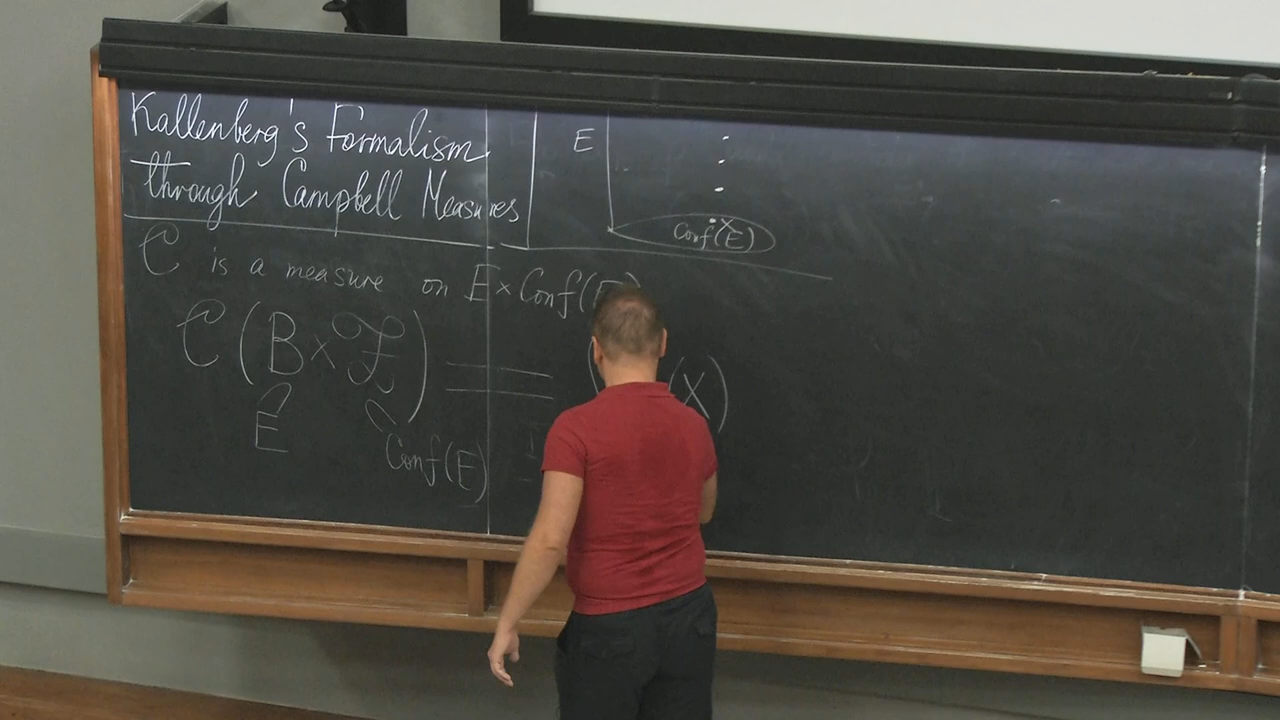 Kallenberg's Formalism
through Campbell Measures
E
Conf(E)
C is a measure on E × Conf(
C(B × Z) = (X)
E
Conf(E)